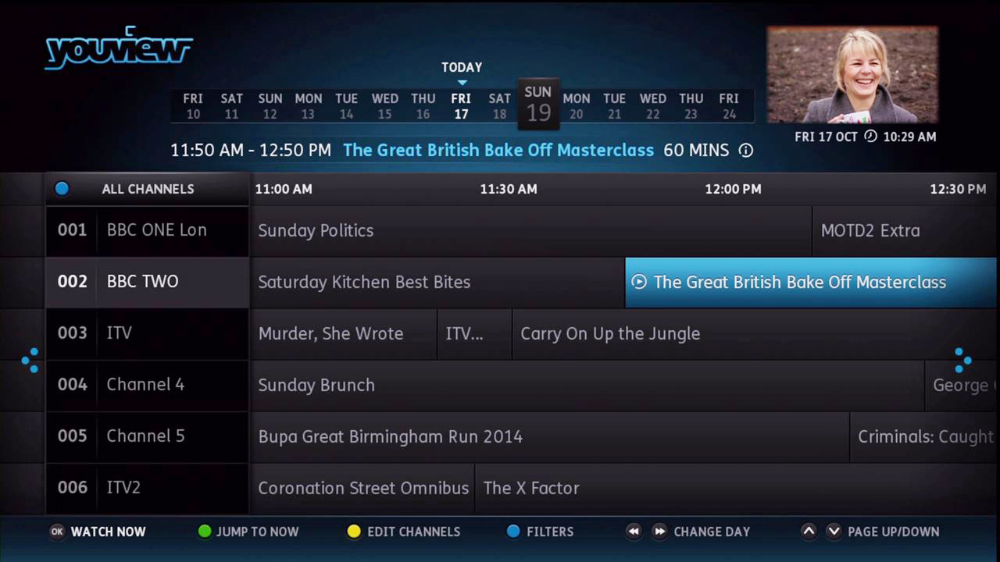 youview
TODAY
FRI SAT SUN MON TUE WED THU FRI SAT SUN MON TUE WED THU FRI
10 11 12 13 14 15 16 17 18 19 20 21 22 23 24
FRI 17 OCT 10:29 AM
11:50 AM - 12:50 PM The Great British Bake Off Masterclass 60 MINS i
ALL CHANNELS 11:00 AM 11:30 AM 12:00 PM 12:30 PM
001 BBC ONE Lon Sunday Politics MOTD2 Extra
002 BBC TWO Saturday Kitchen Best Bites The Great British Bake Off Masterclass
003 ITV Murder, She Wrote ITV... Carry On Up the Jungle
004 Channel 4 Sunday Brunch George
005 Channel 5 Bupa Great Birmingham Run 2014 Criminals: Caught
006 ITV2 Coronation Street Omnibus The X Factor
OK WATCH NOW JUMP TO NOW EDIT CHANNELS FILTERS CHANGE DAY PAGE UP/DOWN